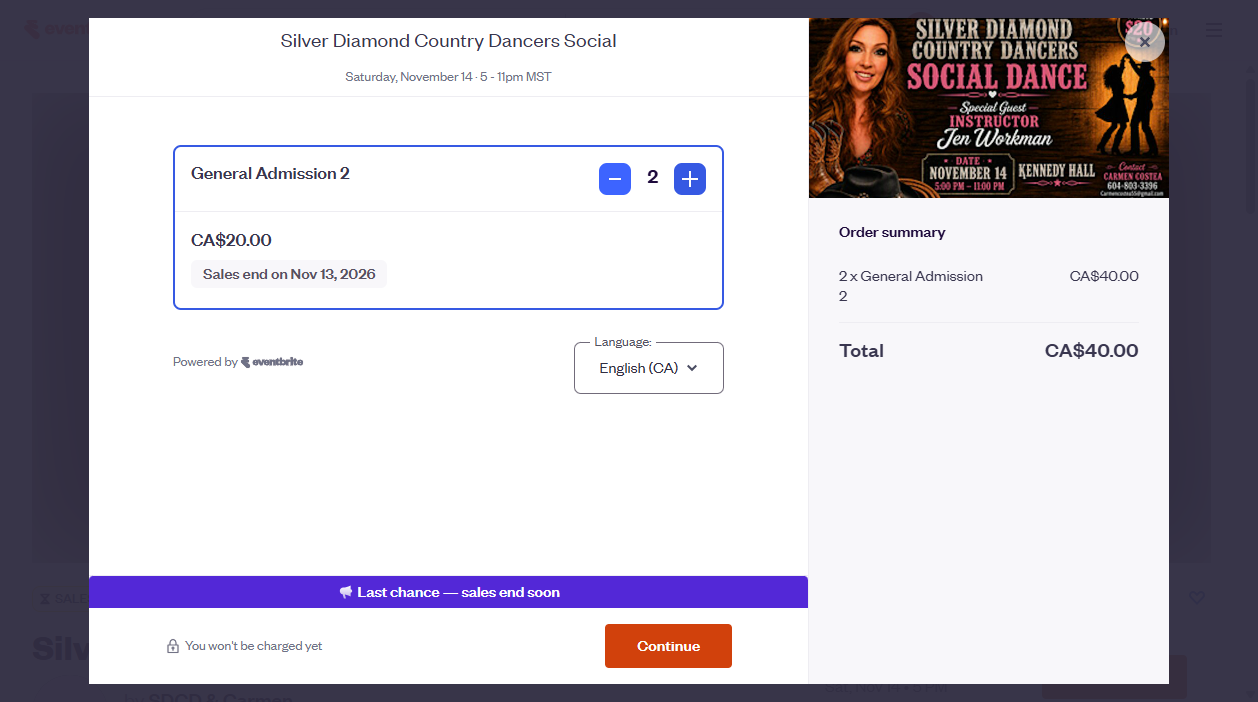 Silver Diamond Country Dancers Social
Saturday, November 14 · 5 - 11pm MST
General Admission 2
2
CA$20.00
Sales end on Nov 13, 2026
Powered by eventbrite
Language:
English (CA)
Last chance — sales end soon
You won't be charged yet
Continue
$20
SILVER DIAMOND
COUNTRY DANCERS
SOCIAL DANCE
Special Guest
INSTRUCTOR
Jen Workman
DATE
NOVEMBER 14
5:00 PM – 11:00 PM
KENNEDY HALL
Contact
CARMEN COSTEA
604-803-3396
Carmencostea55@gmail.com
Order summary
2 x General Admission
2
CA$40.00
Total
CA$40.00